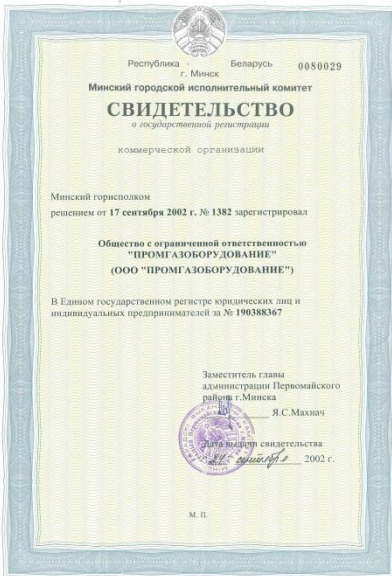 Республика - Беларусь 0080029
г. Минск
Минский городской исполнительный комитет
СВИДЕТЕЛЬСТВО
о государственной регистрации
коммерческой организации
Минский горисполком
решением от 17 сентября 2002 г. № 1382 зарегистрировал
Общество с ограниченной ответственностью
"ПРОМГАЗОБОРУДОВАНИЕ"
(ООО "ПРОМГАЗОБОРУДОВАНИЕ")
В Едином государственном регистре юридических лиц и
индивидуальных предпринимателей за № 190388367
Заместитель главы
администрации Первомайского
района г.Минска
Я.С.Махнач
Дата выдачи свидетельства
сентября 2002 г.
М. П.